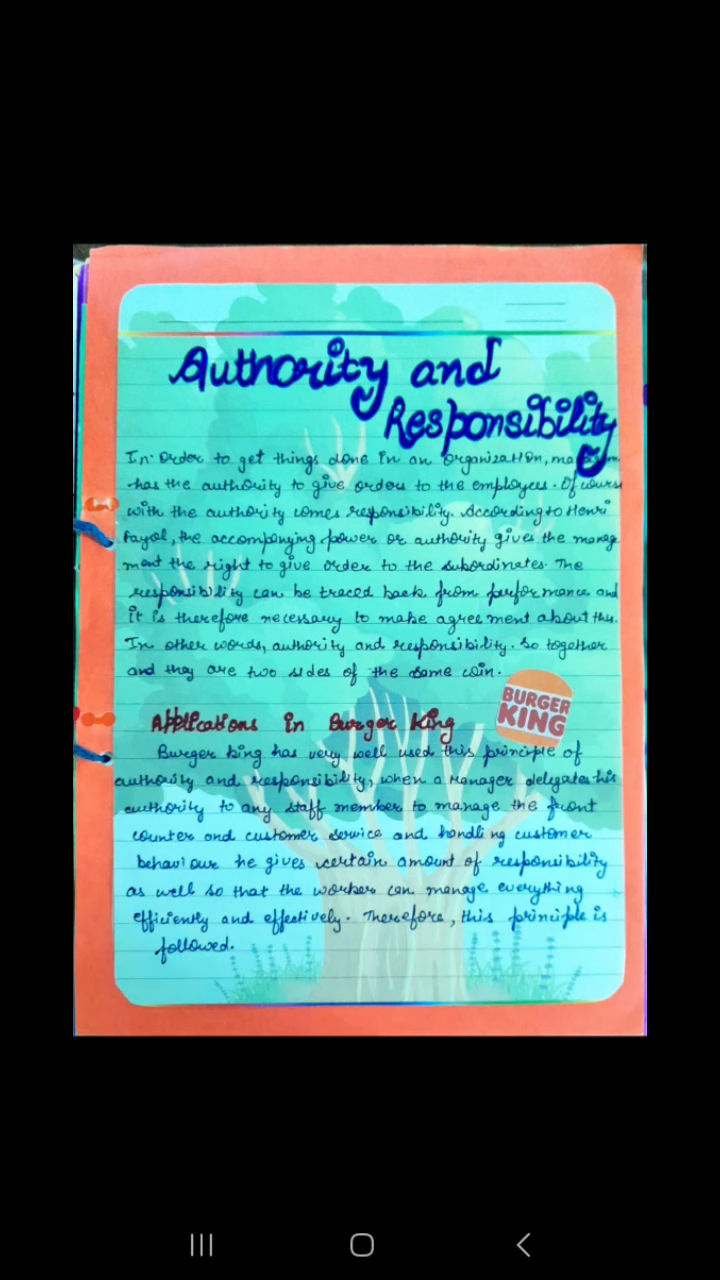 Authority and
Responsibility
In order to get things done in an organization,
has the authority to give orders to the employees. Of course
with the authority comes responsibility. According to Henri
Fayol, the accompanying power or authority gives the manag
ment the right to give order to the subordinates. The
responsibility can be traced back from performance and
it is therefore necessary to make agree ment about this.
In other words, authority and responsibility. So together
and they are two sides of the same coin.
BURGER
KING
Applications in Burger King
Burger king has very well used this principle of
authority and responsibility, when a manager delegates his
authority to any staff member to manage the front
counter and customer service and handling customer
behaviour he gives certain amount of responsibility
as well so that the worker can manage everything
efficiently and effectively. Therefore, this principle is
followed.